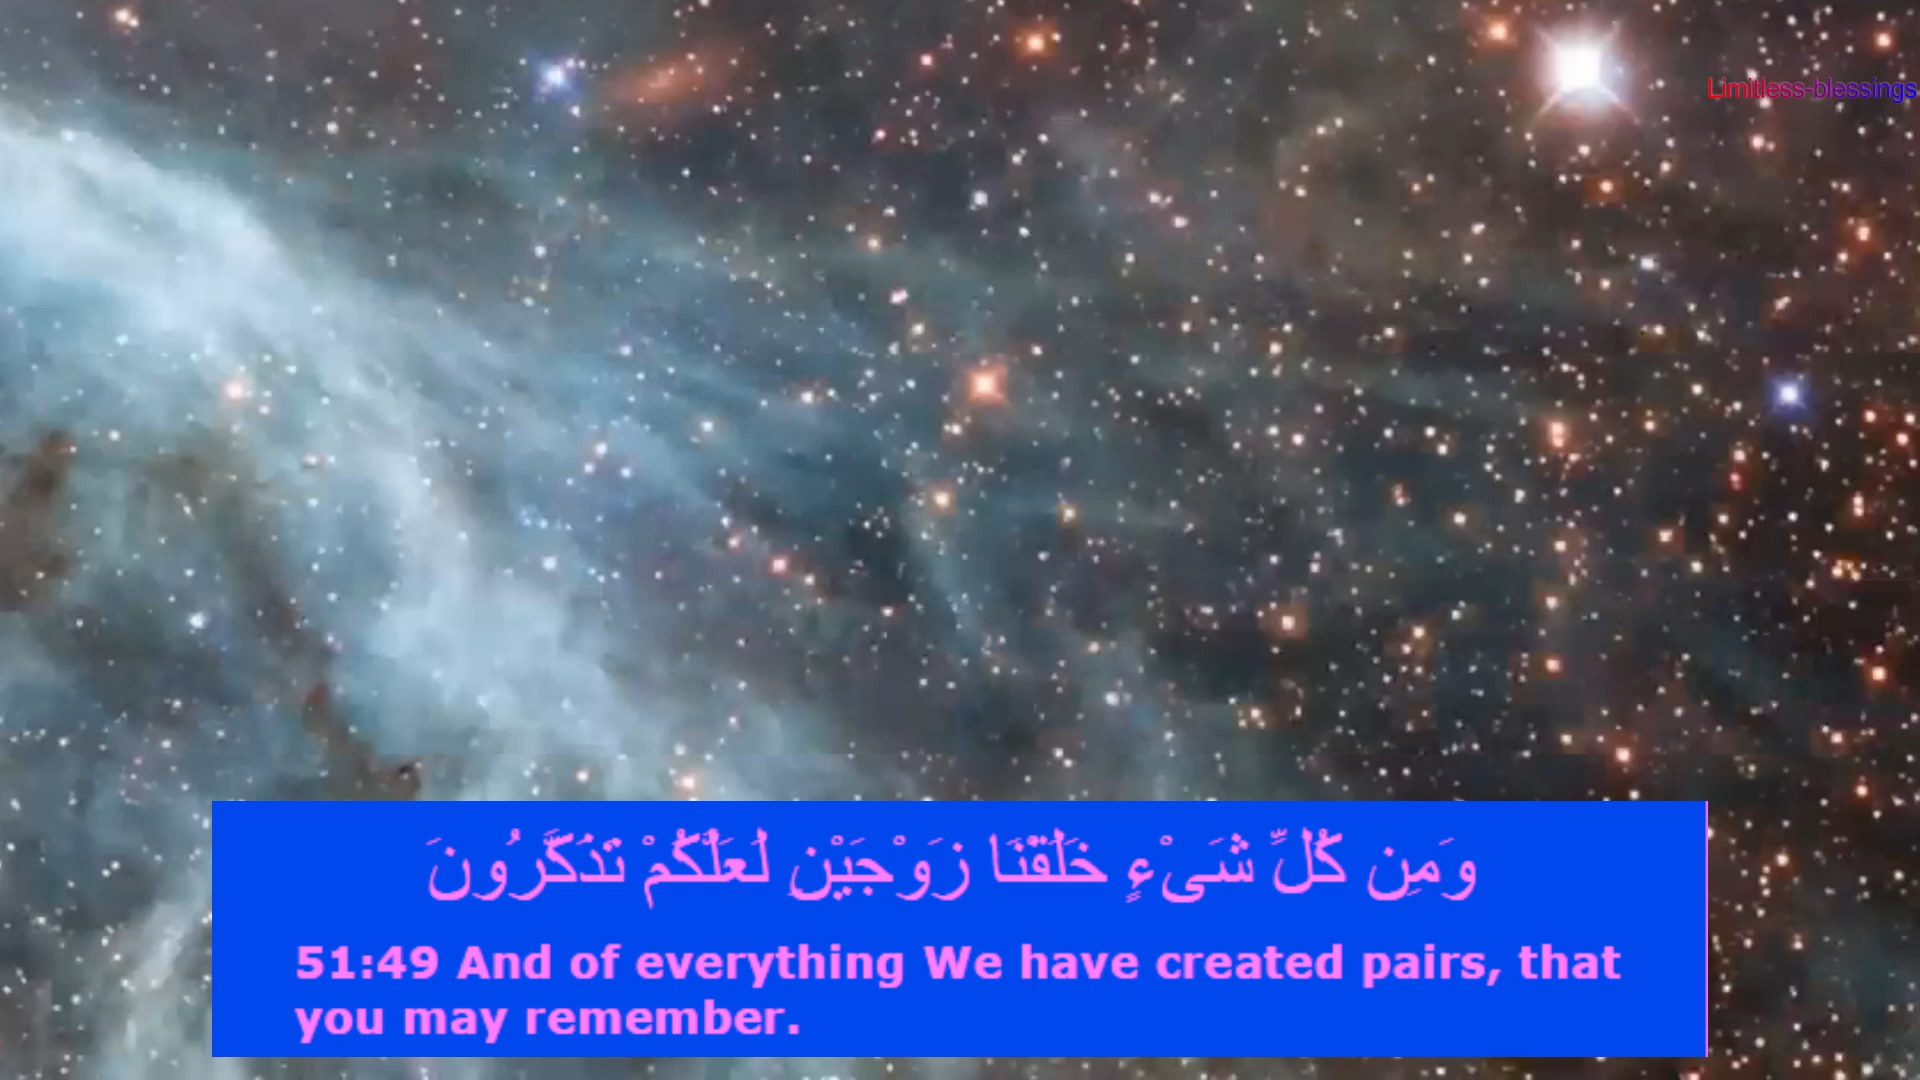 Limitless-blessings
وَمِن كُلِّ شَىْءٍ خَلَقْنَا زَوْجَيْنِ لَعَلَّكُمْ تَذَكَّرُونَ
51:49 And of everything We have created pairs, that
you may remember.